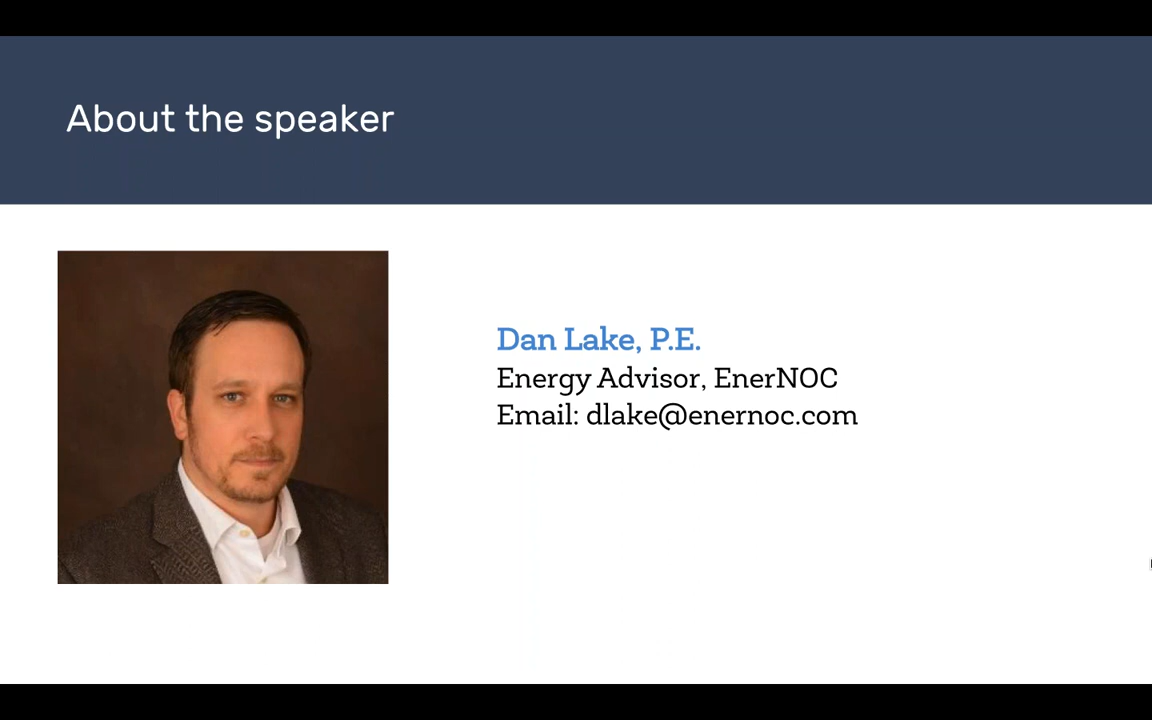 About the speaker
Dan Lake, P.E.
Energy Advisor, EnerNOC
Email: dlake@enernoc.com